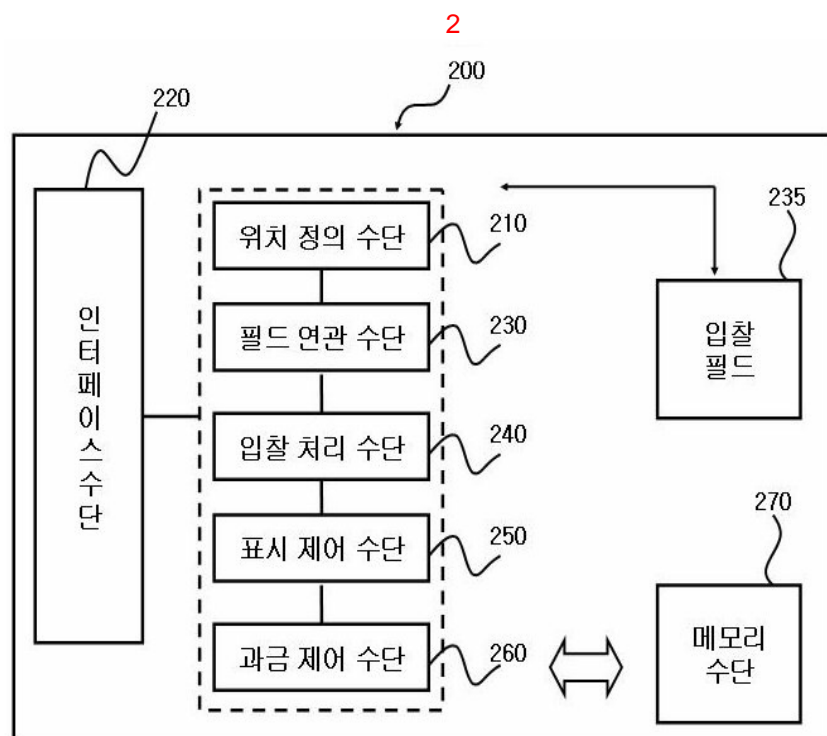 2
200
220
인터페이스수단
위치 정의 수단
210
필드 연관 수단
230
입찰 처리 수단
240
표시 제어 수단
250
과금 제어 수단
260
235
입찰
필드
270
메모리
수단